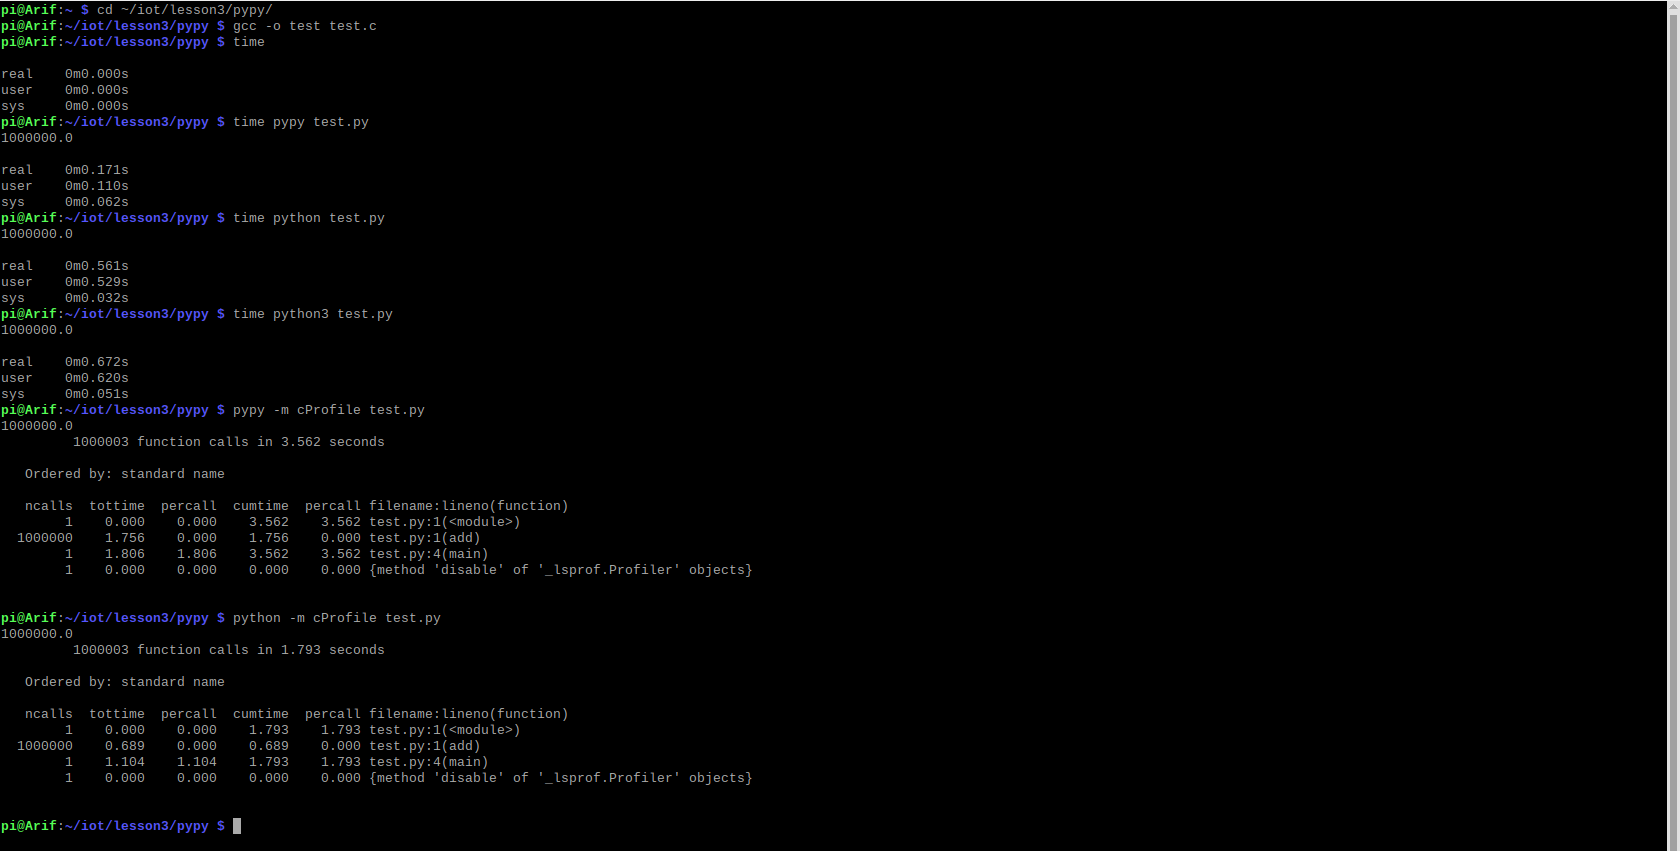 pi@Arif:~ $ cd ~/iot/lesson3/pypy/
pi@Arif:~/iot/lesson3/pypy $ gcc -o test test.c
pi@Arif:~/iot/lesson3/pypy $ time

real    0m0.000s
user    0m0.000s
sys     0m0.000s
pi@Arif:~/iot/lesson3/pypy $ time pypy test.py
1000000.0

real    0m0.171s
user    0m0.110s
sys     0m0.062s
pi@Arif:~/iot/lesson3/pypy $ time python test.py
1000000.0

real    0m0.561s
user    0m0.529s
sys     0m0.032s
pi@Arif:~/iot/lesson3/pypy $ time python3 test.py
1000000.0

real    0m0.672s
user    0m0.620s
sys     0m0.051s
pi@Arif:~/iot/lesson3/pypy $ pypy -m cProfile test.py
1000000.0
         1000003 function calls in 3.562 seconds

   Ordered by: standard name

   ncalls  tottime  percall  cumtime  percall filename:lineno(function)
        1    0.000    0.000    3.562    3.562 test.py:1(<module>)
  1000000    1.756    0.000    1.756    0.000 test.py:1(add)
        1    1.806    1.806    3.562    3.562 test.py:4(main)
        1    0.000    0.000    0.000    0.000 {method 'disable' of '_lsprof.Profiler' objects}


pi@Arif:~/iot/lesson3/pypy $ python -m cProfile test.py
1000000.0
         1000003 function calls in 1.793 seconds

   Ordered by: standard name

   ncalls  tottime  percall  cumtime  percall filename:lineno(function)
        1    0.000    0.000    1.793    1.793 test.py:1(<module>)
  1000000    0.689    0.000    0.689    0.000 test.py:1(add)
        1    1.104    1.104    1.793    1.793 test.py:4(main)
        1    0.000    0.000    0.000    0.000 {method 'disable' of '_lsprof.Profiler' objects}


pi@Arif:~/iot/lesson3/pypy $